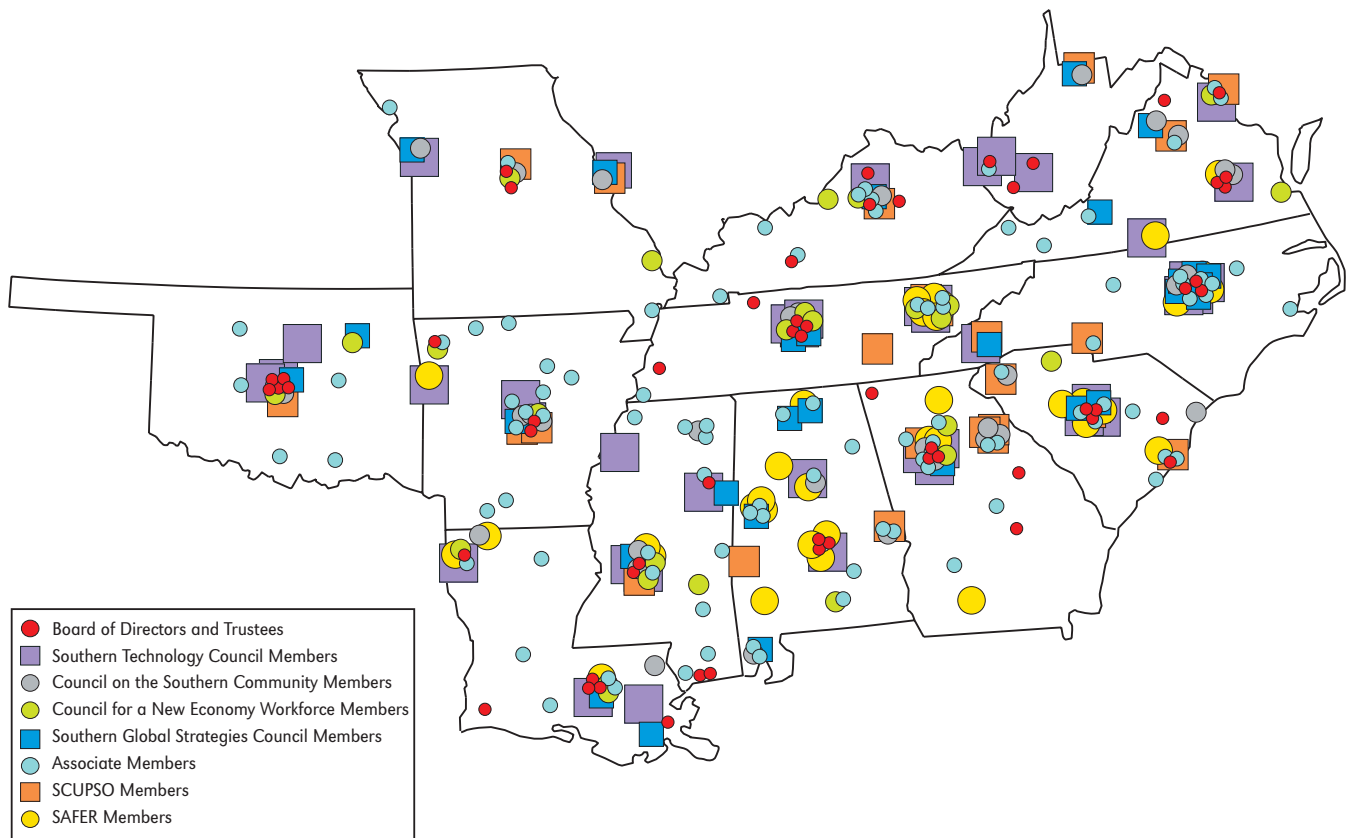 Board of Directors and Trustees
Southern Technology Council Members
Council on the Southern Community Members
Council for a New Economy Workforce Members
Southern Global Strategies Council Members
Associate Members
SCUPSO Members
SAFER Members